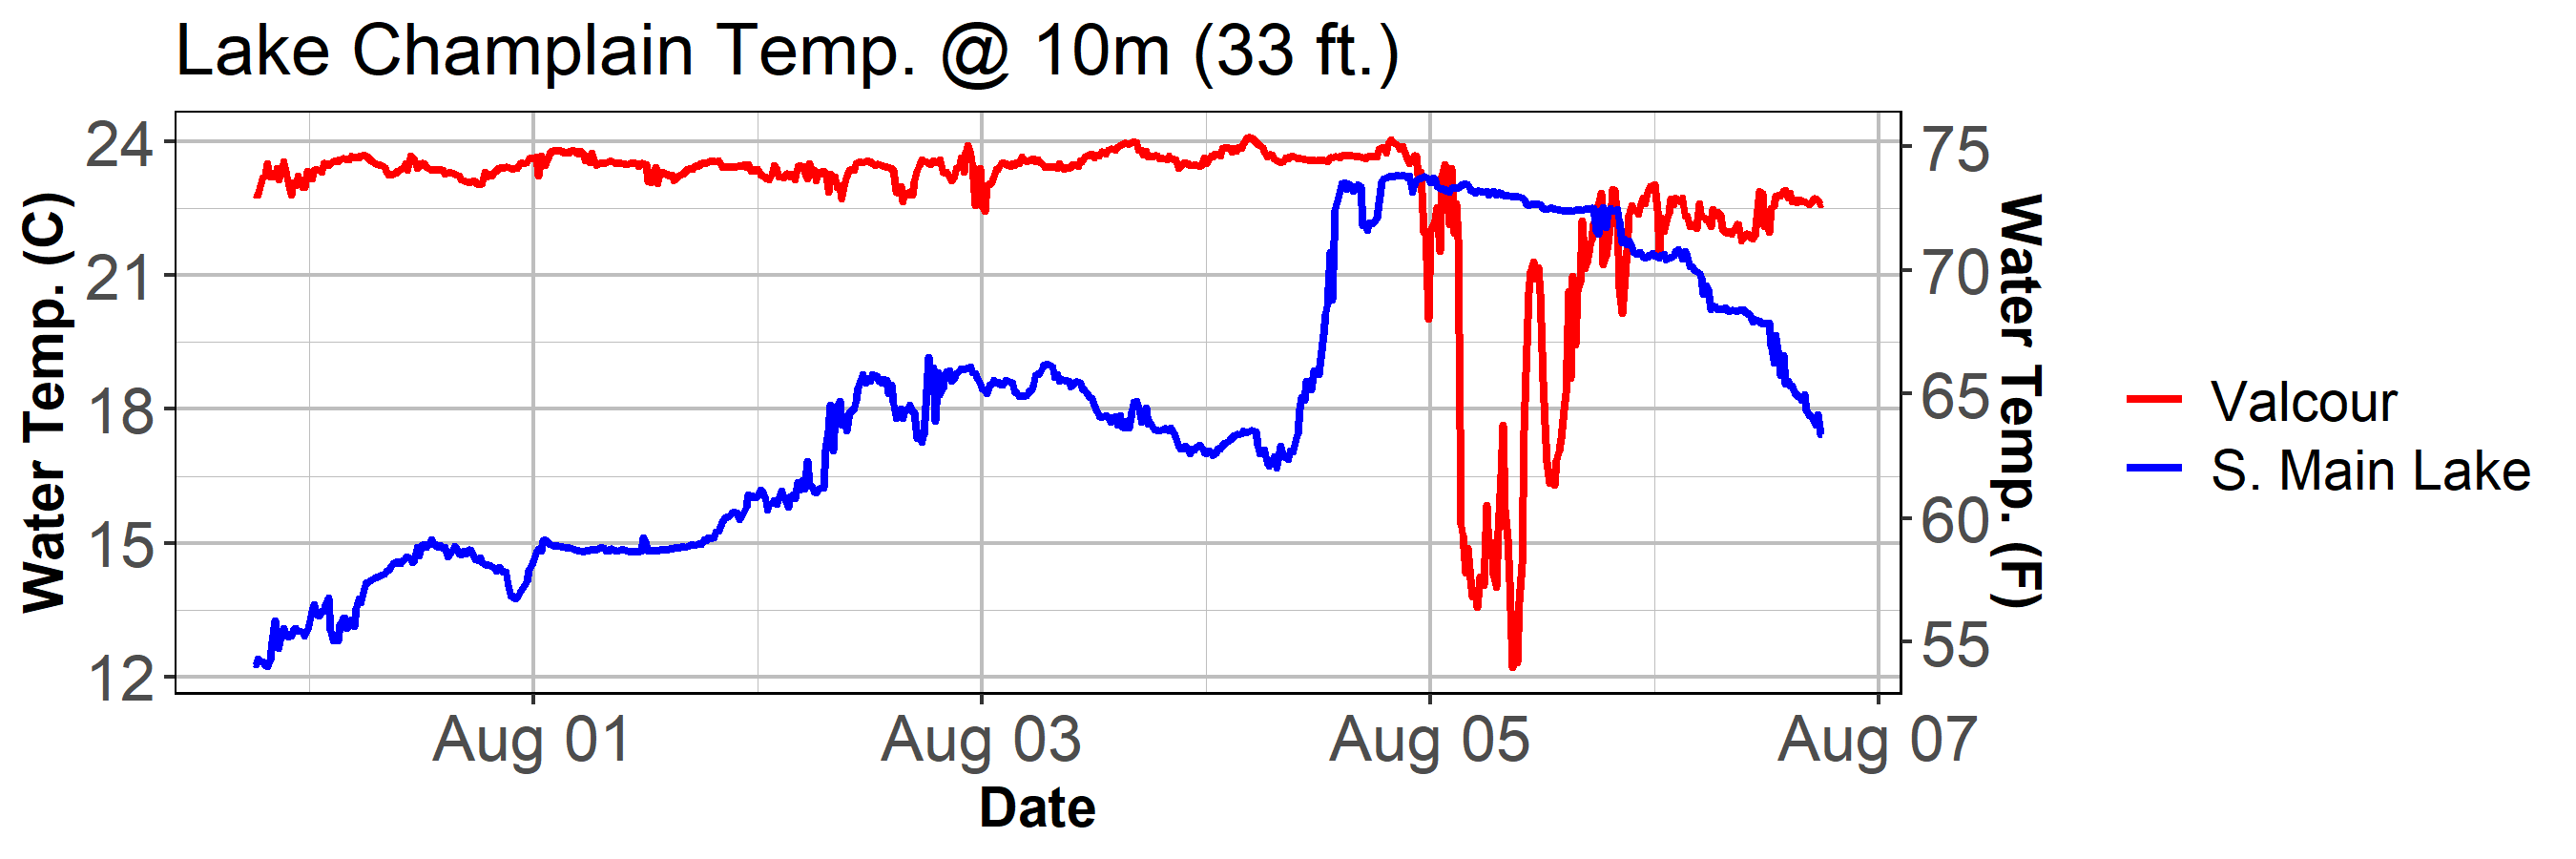 Lake Champlain Temp. @ 10m (33 ft.)
Water Temp. (C)
24
21
18
15
12
75
70
65
60
55
Water Temp. (F)
Aug 01
Aug 03
Aug 05
Aug 07
Date
Valcour
S. Main Lake